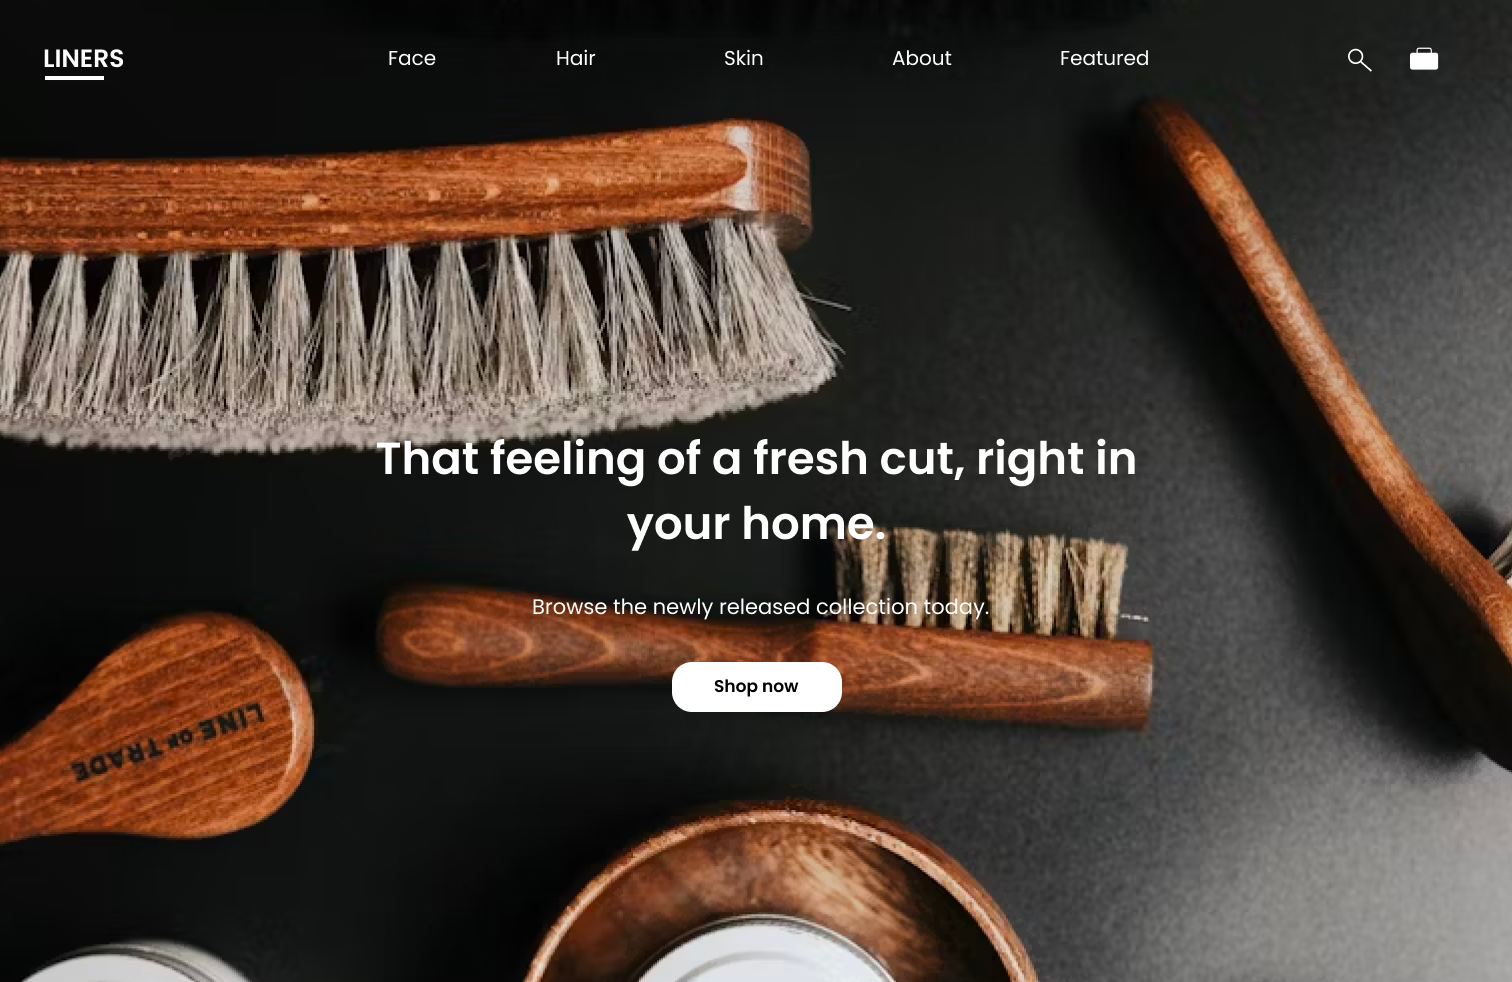 LINERS
Face
Hair
Skin
About
Featured
That feeling of a fresh cut, right in
your home.
Browse the newly released collection today.
Shop now
LINE OF TRADE